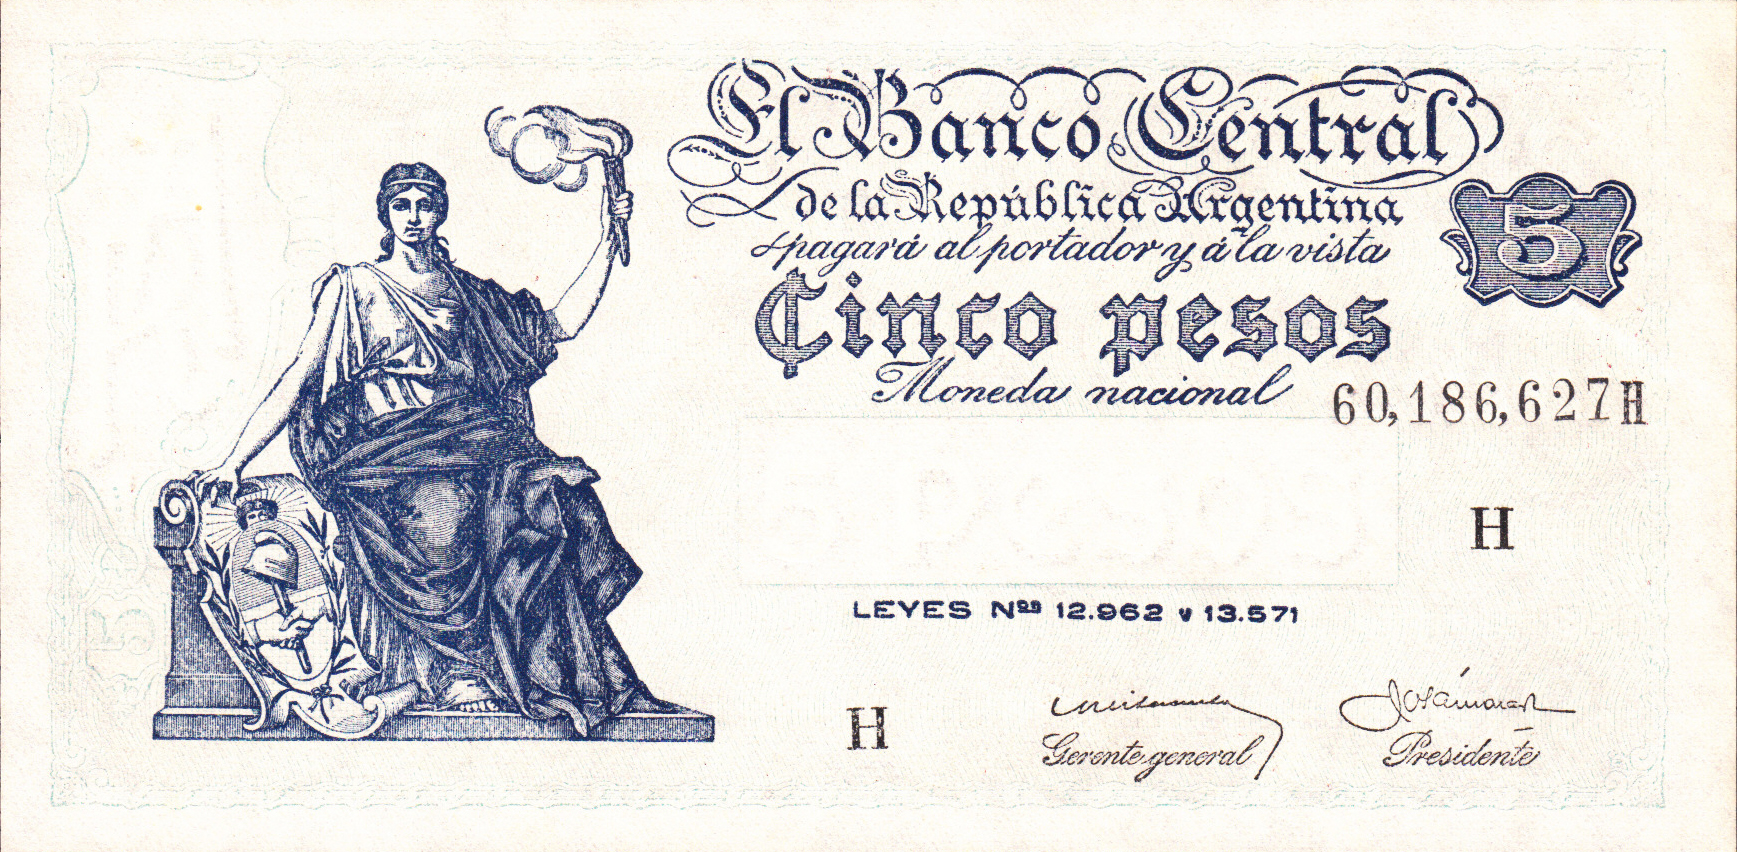 El Banco Central
de la República Argentina
pagará al portador y á la vista
5
Cinco pesos
Moneda nacional
60,186,627H
H
LEYES Nos 12.962 y 13.571
H
Gerente general
Presidente